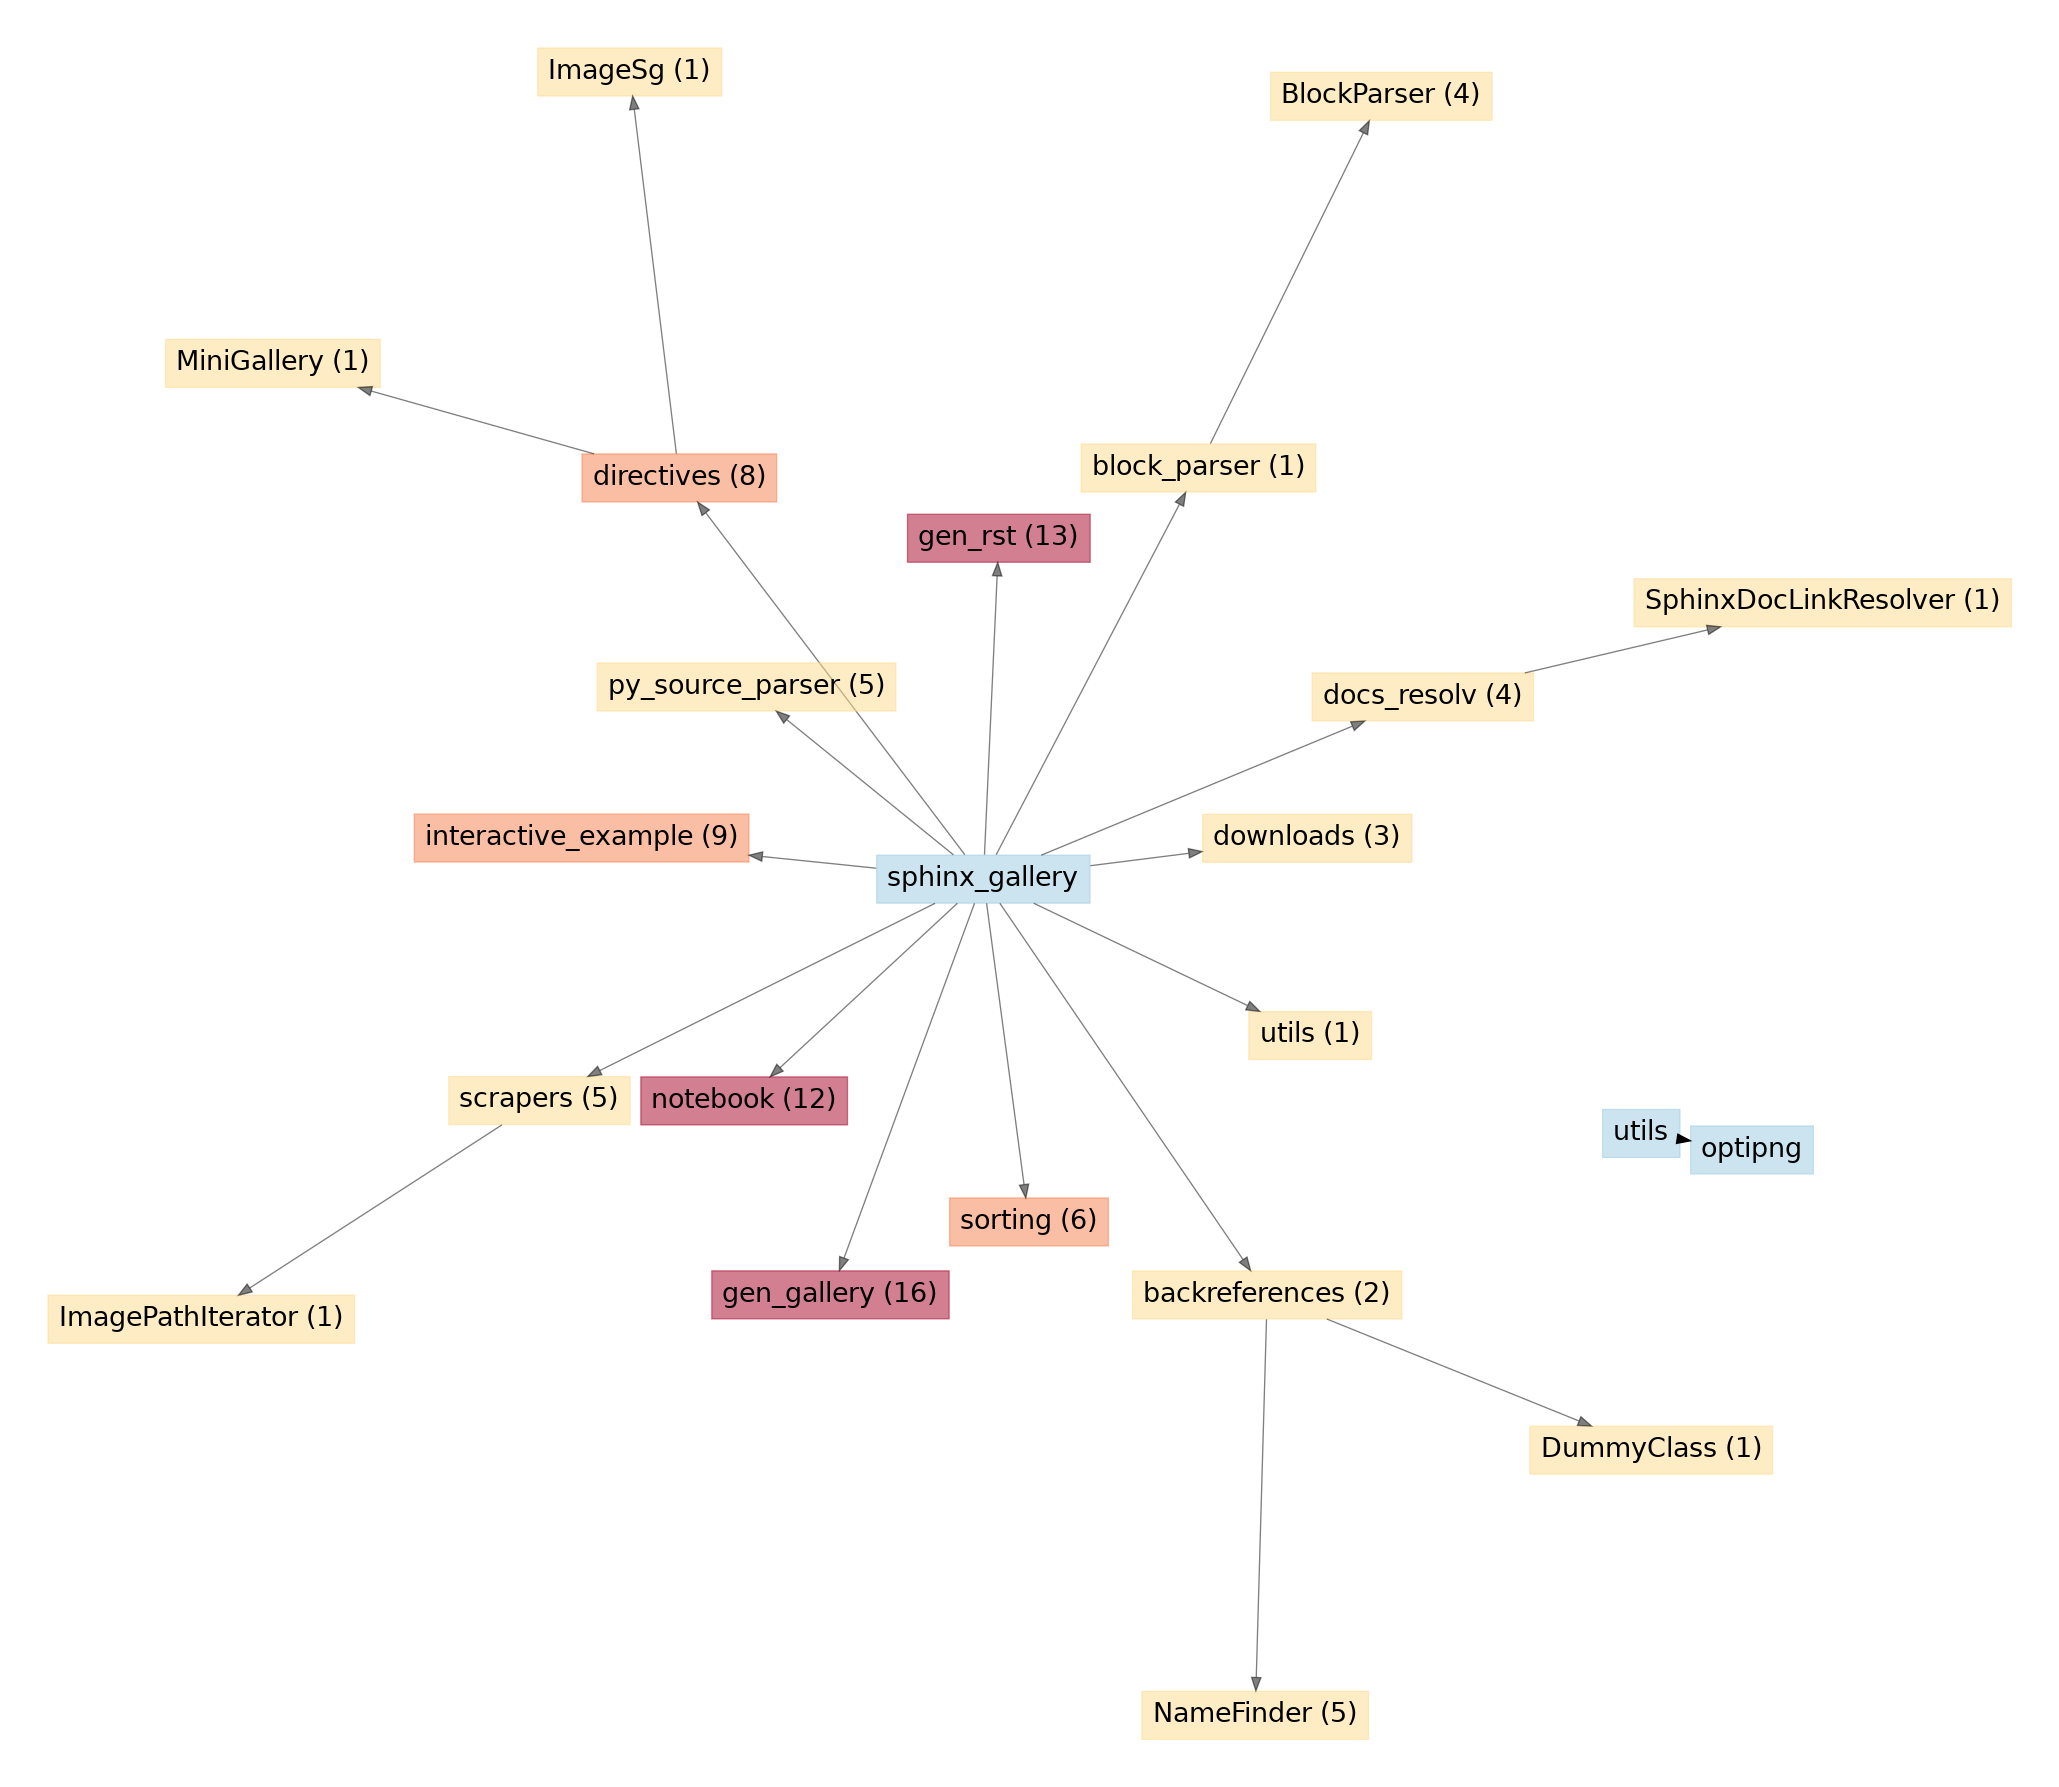 ImageSg (1)
BlockParser (4)
MiniGallery (1)
directives (8)
block_parser (1)
gen_rst (13)
SphinxDocLinkResolver (1)
py_source_parser (5)
docs_resolv (4)
interactive_example (9)
downloads (3)
sphinx_gallery
utils (1)
scrapers (5)
notebook (12)
utils
optipng
sorting (6)
gen_gallery (16)
backreferences (2)
ImagePathIterator (1)
DummyClass (1)
NameFinder (5)